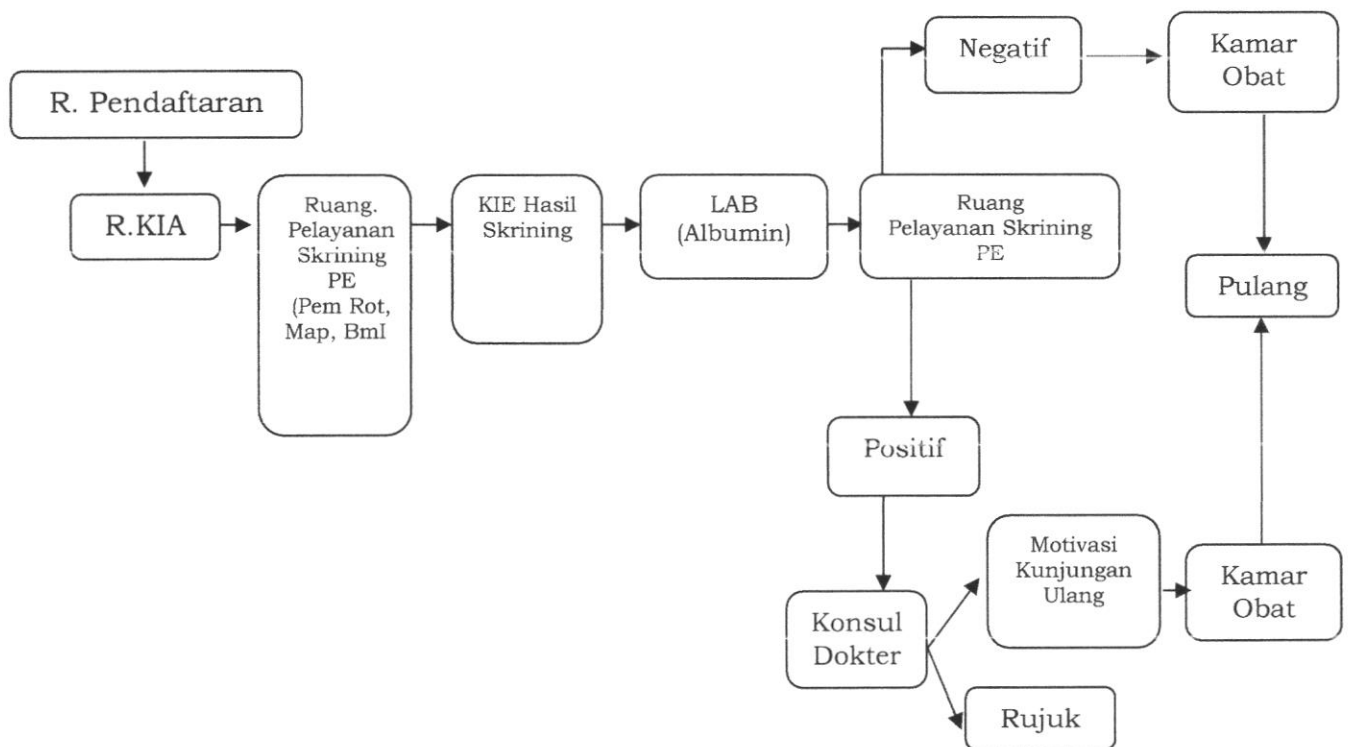 R. Pendaftaran
R.KIA
Ruang.
Pelayanan
Skrining
PE
(Pem Rot,
Map, BmI
KIE Hasil
Skrining
LAB
(Albumin)
Ruang
Pelayanan Skrining
PE
Negatif
Kamar
Obat
Pulang
Positif
Konsul
Dokter
Motivasi
Kunjungan
Ulang
Kamar
Obat
Rujuk